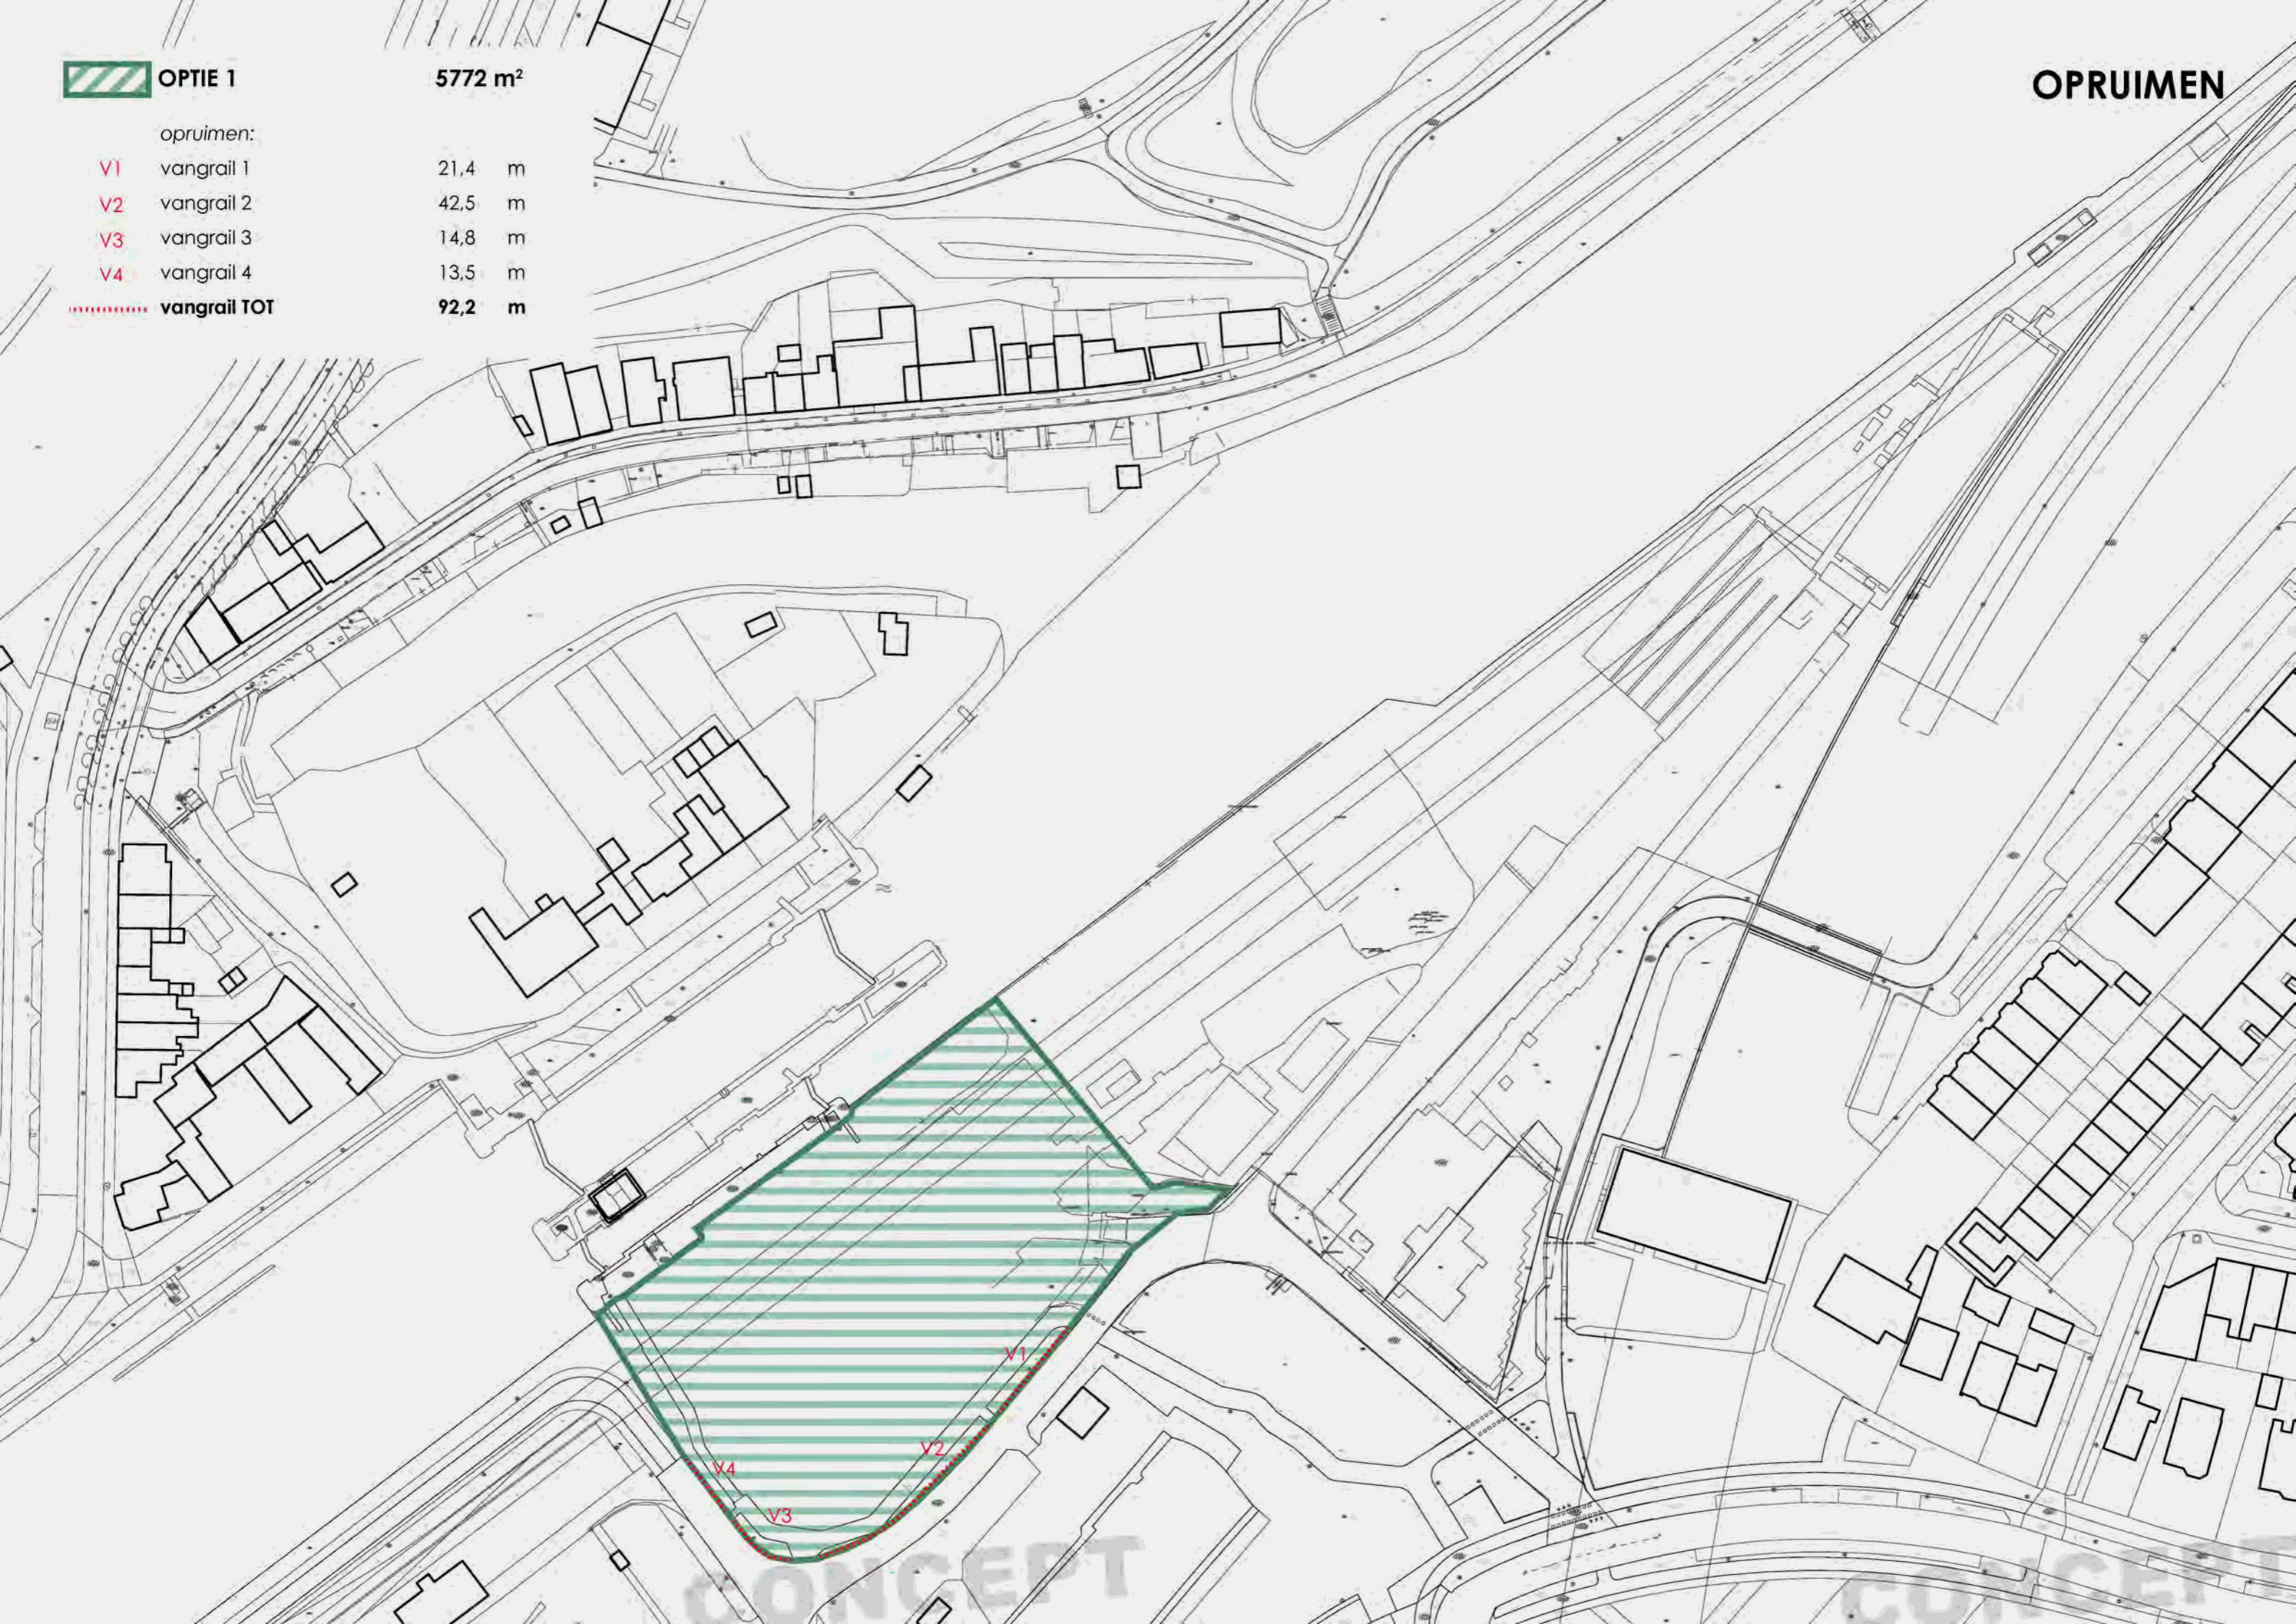 OPTIE 1 5772 m²
OPRUIMEN
opruimen:
V1 vangrail 1 21,4 m
V2 vangrail 2 42,5 m
V3 vangrail 3 14,8 m
V4 vangrail 4 13,5 m
vangrail TOT 92,2 m
V1
V2
V4
V3
CONCEPT
CONCEPT